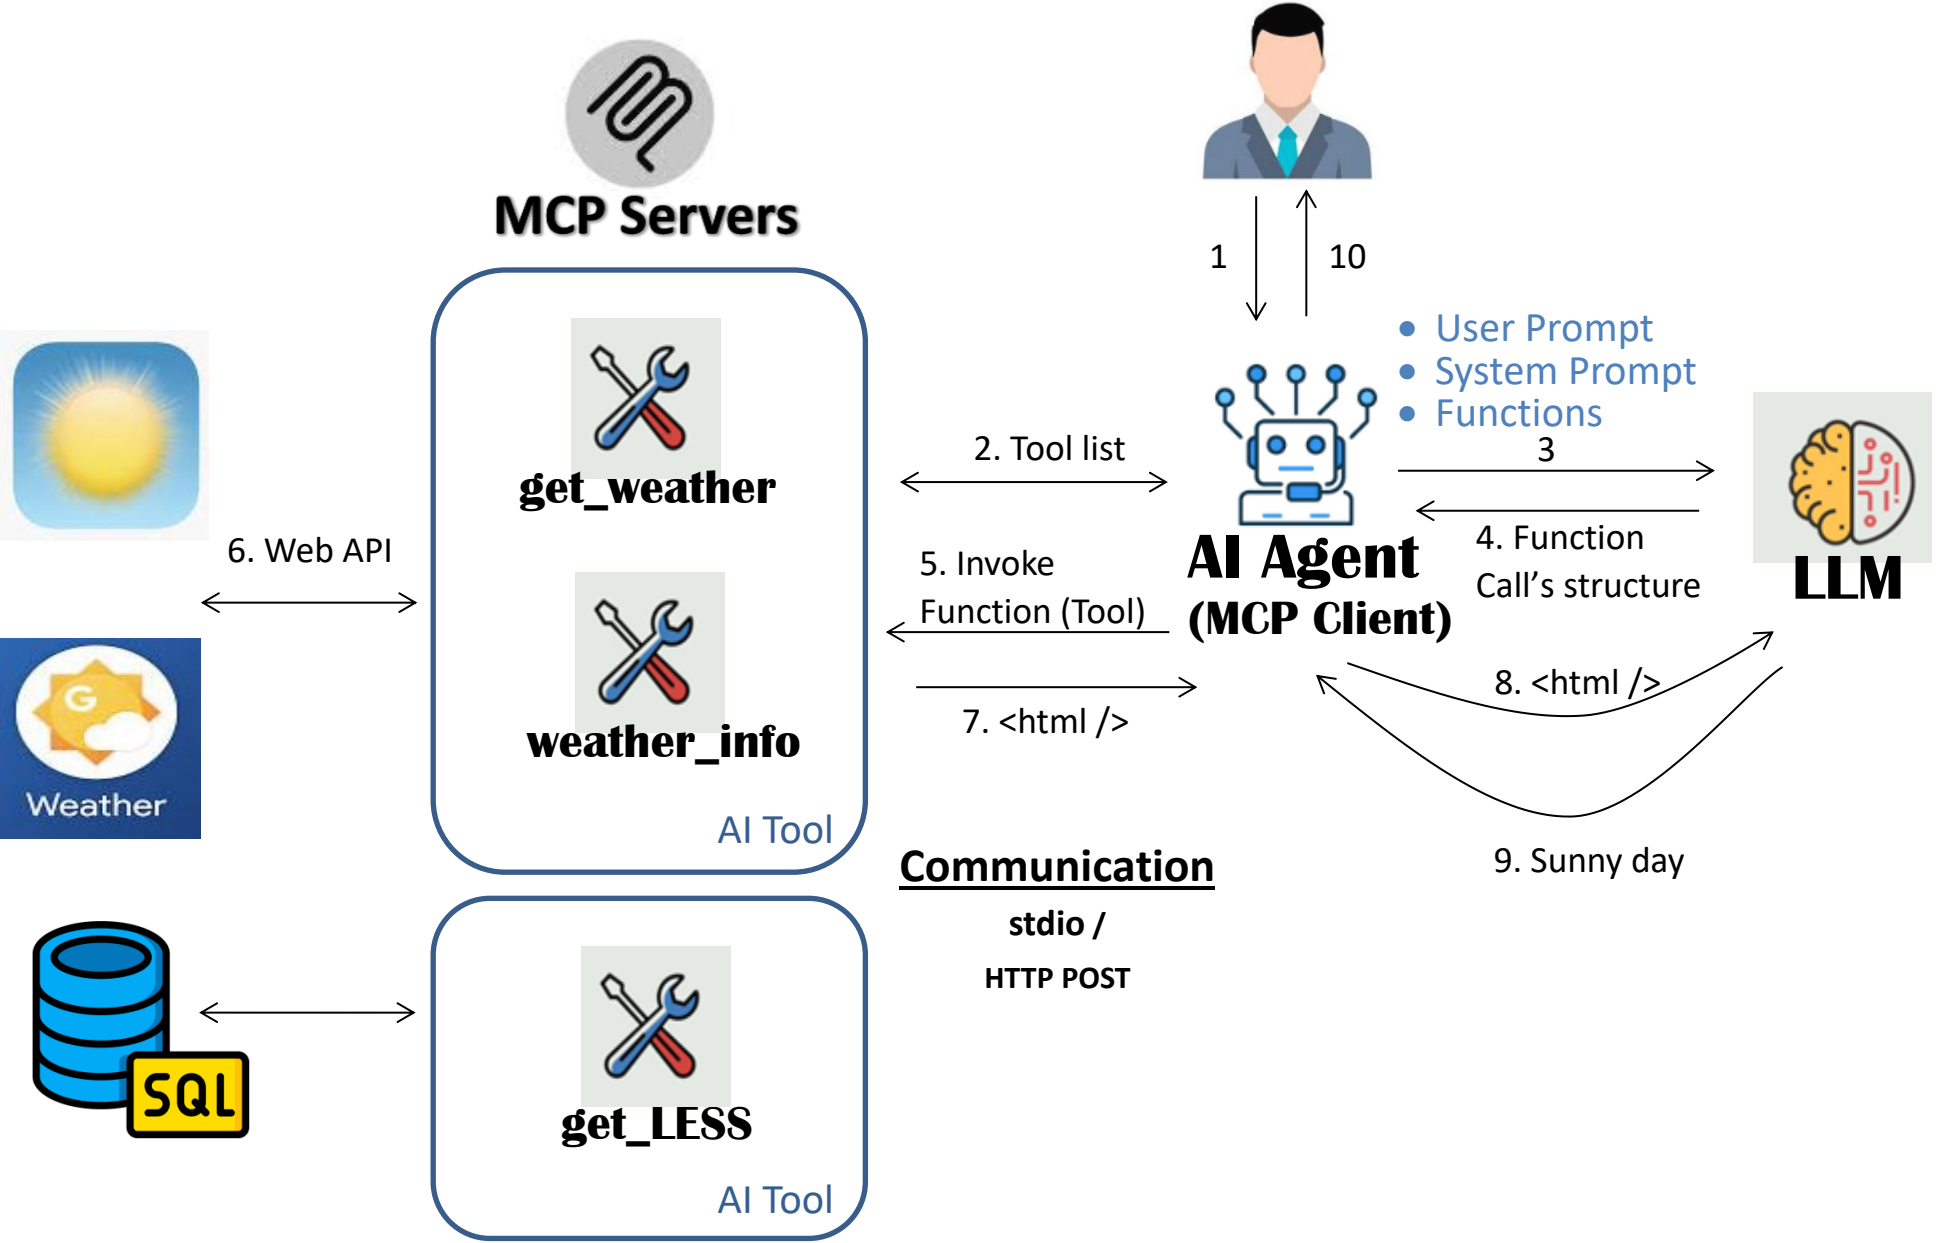 MCP Servers
1
10
• User Prompt
• System Prompt
• Functions
get_weather
2. Tool list
3
6. Web API
5. Invoke
Function (Tool)
AI Agent
(MCP Client)
4. Function
Call's structure
LLM
weather_info
7. <html />
8. <html />
G
Weather
AI Tool
Communication
stdio /
HTTP POST
9. Sunny day
SQL
get_LESS
AI Tool